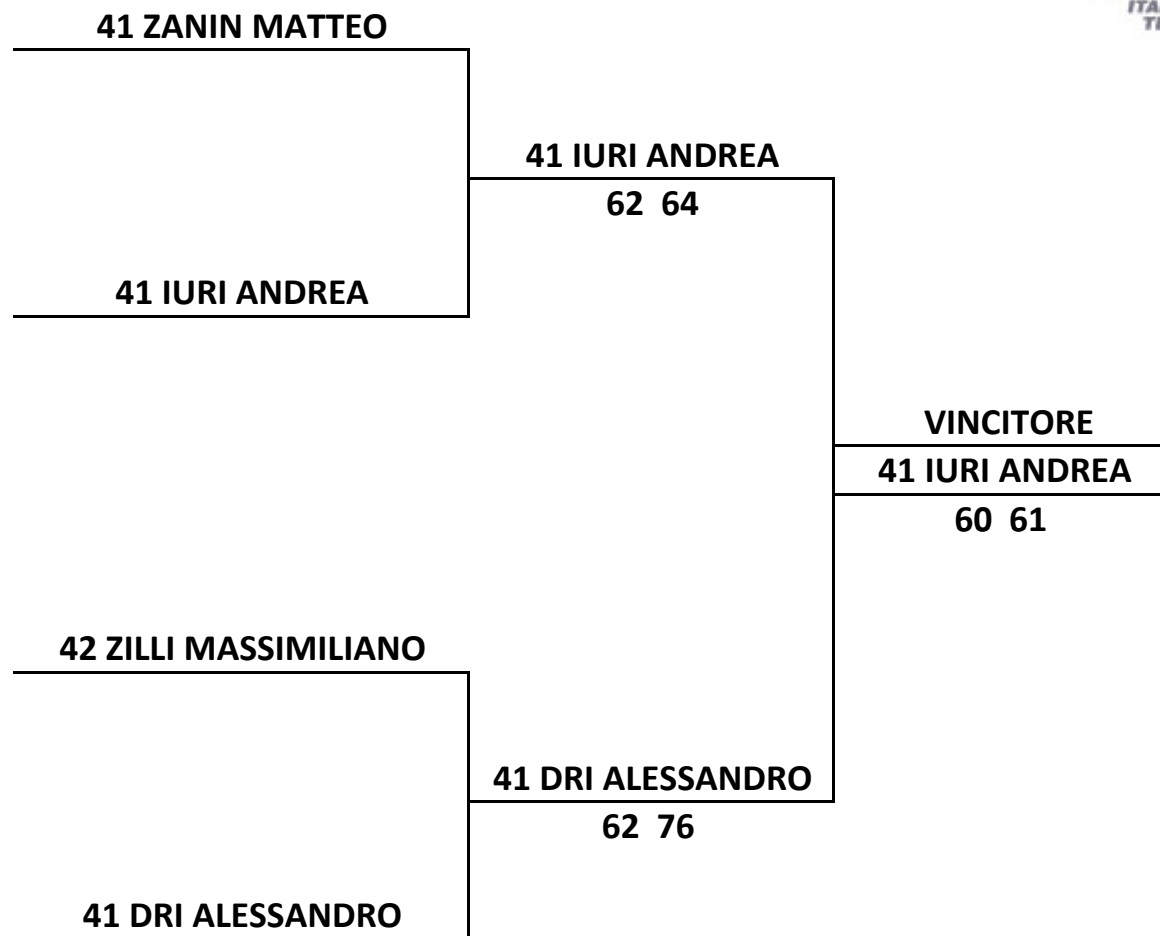 41 ZANIN MATTEO
41 IURI ANDREA
62 64
41 IURI ANDREA
VINCITORE
41 IURI ANDREA
60 61
42 ZILLI MASSIMILIANO
41 DRI ALESSANDRO
62 76
41 DRI ALESSANDRO